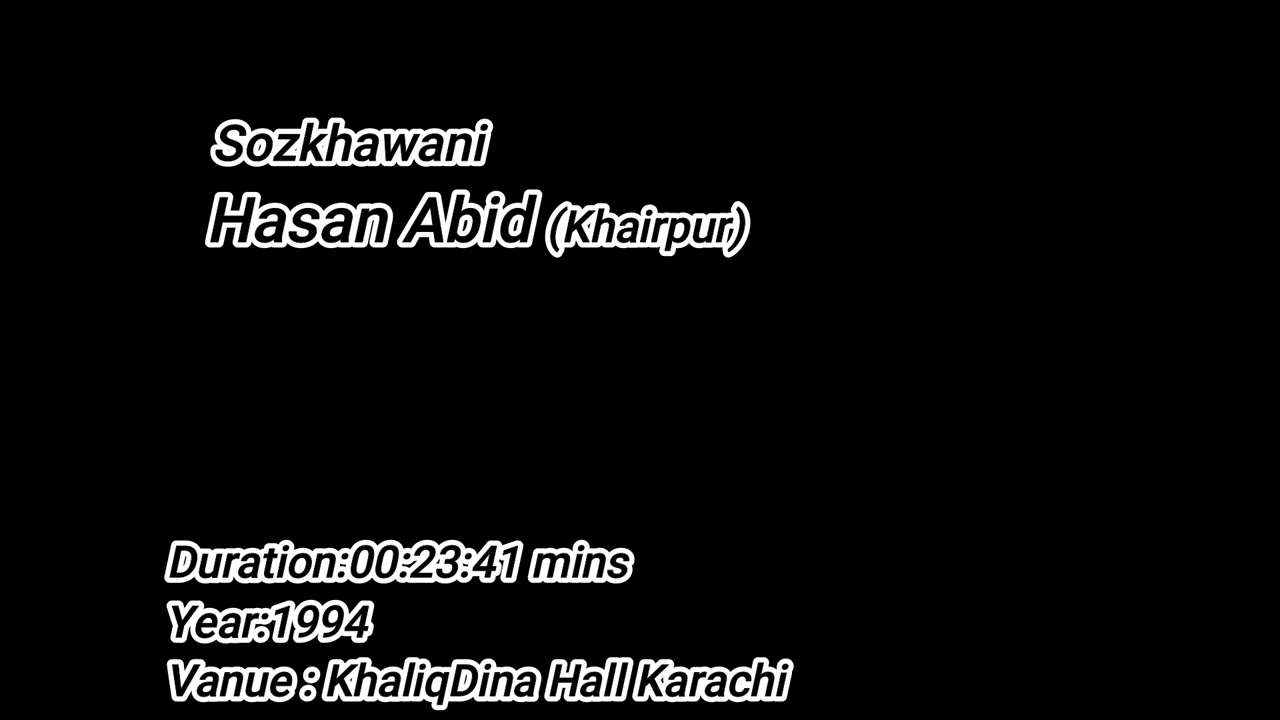 Sozkhawani
Hasan Abid (Khairpur)
Duration:00:23:41 mins
Year:1994
Vanue : KhaliqDina Hall Karachi